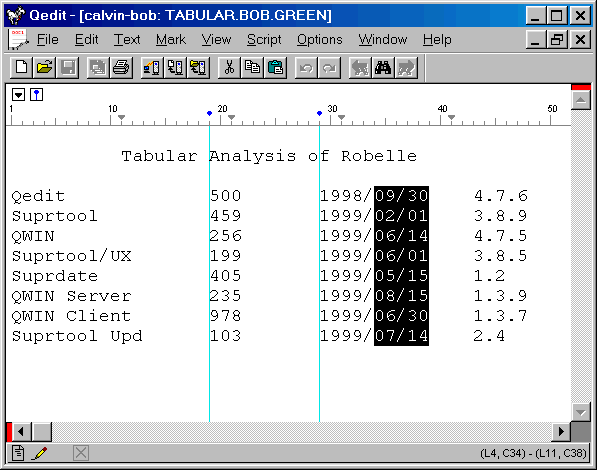 Qedit - [calvin-bob: TABULAR.BOB.GREEN]
File Edit Text Mark View Script Options Window Help
1 10 20 30 40 50
Tabular Analysis of Robelle
Qedit 500 1998/09/30 4.7.6
Suprtool 459 1999/02/01 3.8.9
QWIN 256 1999/06/14 4.7.5
Suprtool/UX 199 1999/06/01 3.8.5
Suprdate 405 1999/05/15 1.2
QWIN Server 235 1999/08/15 1.3.9
QWIN Client 978 1999/06/30 1.3.7
Suprtool Upd 103 1999/07/14 2.4
(L4, C34) - (L11, C38)